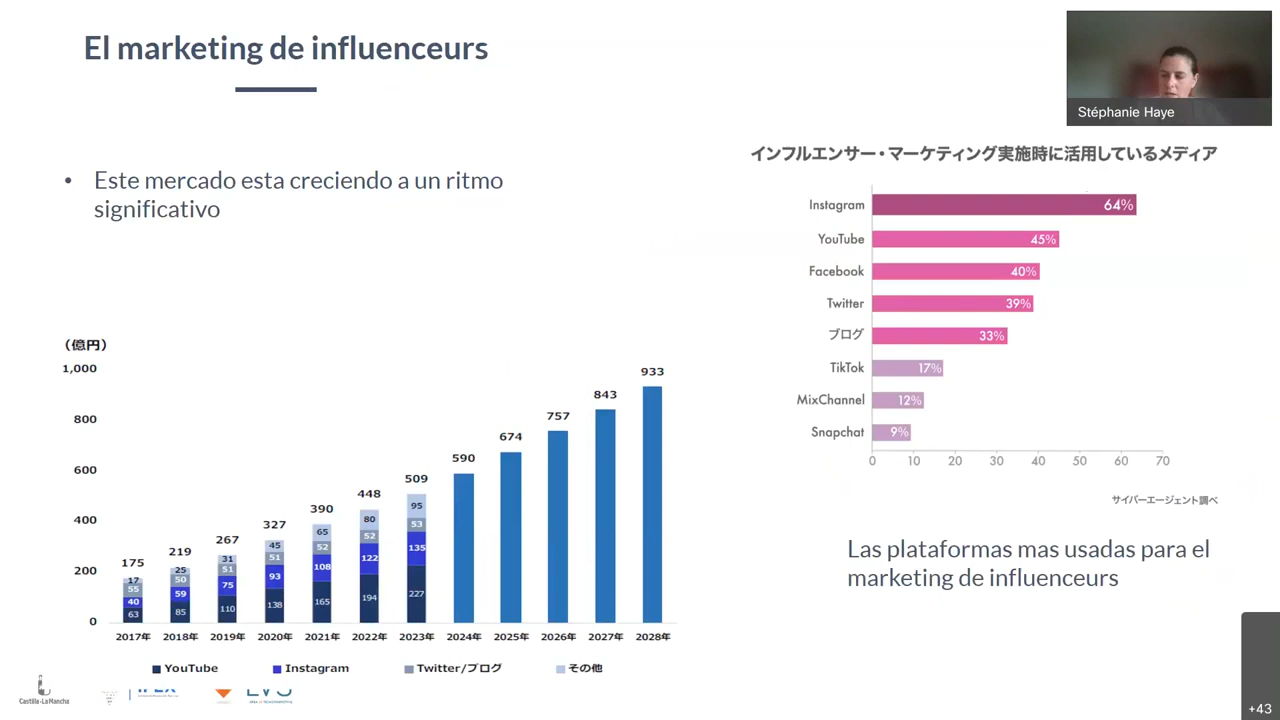 El marketing de influenceurs
Stéphanie Haye
• Este mercado esta creciendo a un ritmo
significativo
インフルエンサー・マーケティング実施時に活用しているメディア
Instagram 64%
YouTube 45%
Facebook 40%
Twitter 39%
ブログ 33%
TikTok 17%
MixChannel 12%
Snapchat 9%
0 10 20 30 40 50 60 70
サイバーエージェント調べ
Las plataformas mas usadas para el
marketing de influenceurs
（億円）
1,000
800
600
400
200
0
175 17 55 40 63
219 25 50 59 85
267 31 51 75 110
327 45 51 93 138
390 65 52 108 165
448 80 52 122 194
509 95 53 135 227
590
674
757
843
933
2017年 2018年 2019年 2020年 2021年 2022年 2023年 2024年 2025年 2026年 2027年 2028年
YouTube Instagram Twitter/ブログ その他
Castilla-La Mancha
+43